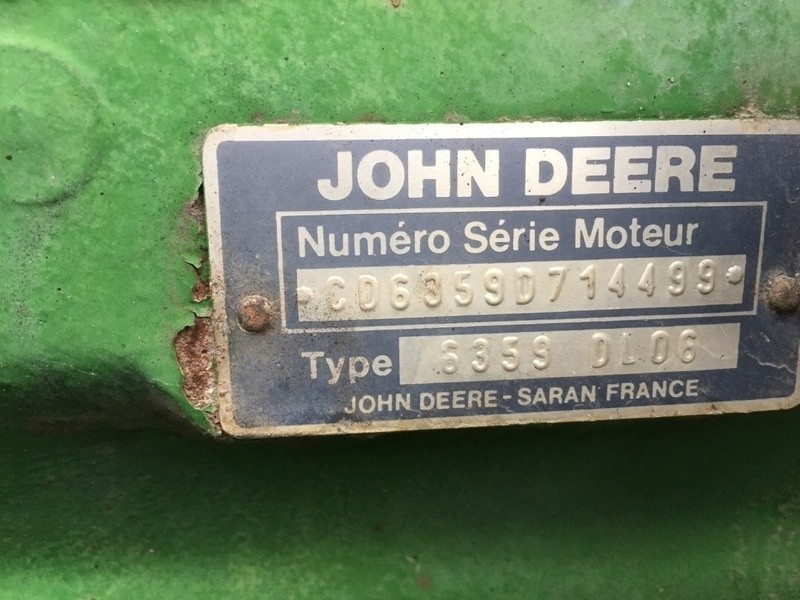 JOHN DEERE
Numéro Série Moteur
*CD6359D714499*
Type 6359 DL06
JOHN DEERE - SARAN FRANCE